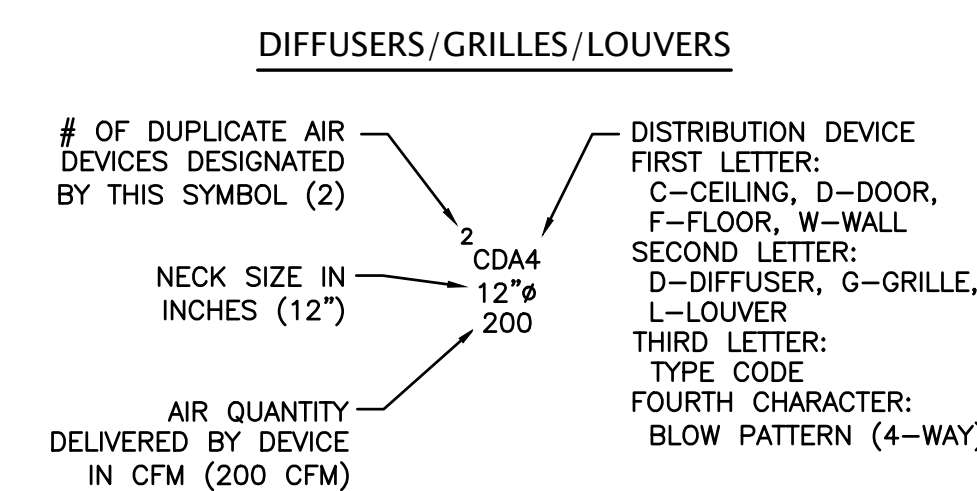 DIFFUSERS/GRILLES/LOUVERS
# OF DUPLICATE AIR
DEVICES DESIGNATED
BY THIS SYMBOL (2)
NECK SIZE IN
INCHES (12")
AIR QUANTITY
DELIVERED BY DEVICE
IN CFM (200 CFM)
2
CDA4
12"ø
200
DISTRIBUTION DEVICE
FIRST LETTER:
C-CEILING, D-DOOR,
F-FLOOR, W-WALL
SECOND LETTER:
D-DIFFUSER, G-GRILLE,
L-LOUVER
THIRD LETTER:
TYPE CODE
FOURTH CHARACTER:
BLOW PATTERN (4-WAY)